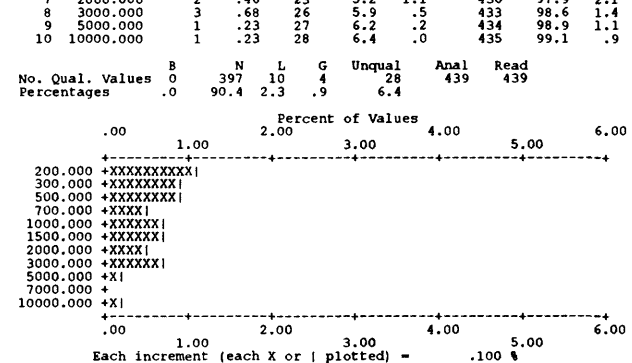 8 3000.000 3 .68 26 5.9 .5 433 98.6 1.4
9 5000.000 1 .23 27 6.2 .2 434 98.9 1.1
10 10000.000 1 .23 28 6.4 .0 435 99.1 .9
B N L G Unqual Anal Read
No. Qual. Values 0 397 10 4 28 439 439
Percentages .0 90.4 2.3 .9 6.4
Percent of Values
.00 2.00 4.00 6.00
1.00 3.00 5.00
+---------+---------+---------+---------+---------+---------+
200.000 +XXXXXXXXXX|
300.000 +XXXXXXXX|
500.000 +XXXXXXXX|
700.000 +XXXX|
1000.000 +XXXXXX|
1500.000 +XXXXXX|
2000.000 +XXXX|
3000.000 +XXXXXX|
5000.000 +X|
7000.000 +
10000.000 +X|
+---------+---------+---------+---------+---------+---------+
.00 2.00 4.00 6.00
1.00 3.00 5.00
Each increment (each X or | plotted) = .100 %